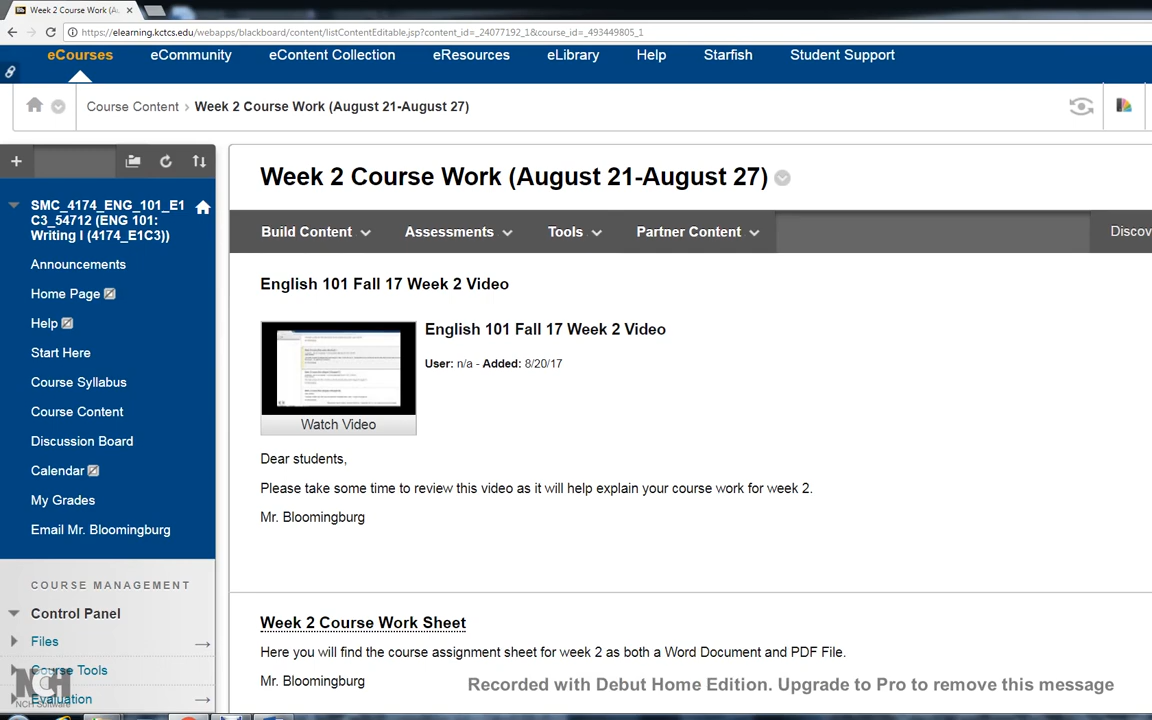 Week 2 Course Work (Au
https://elearning.kctcs.edu/webapps/blackboard/content/listContentEditable.jsp?content_id=_24077192_1&course_id=_493449805_1
eCourses eCommunity eContent Collection eResources eLibrary Help Starfish Student Support
Course Content > Week 2 Course Work (August 21-August 27)
Week 2 Course Work (August 21-August 27)
SMC_4174_ENG_101_E1
C3_54712 (ENG 101:
Writing I (4174_E1C3))
Announcements
Home Page
Help
Start Here
Course Syllabus
Course Content
Discussion Board
Calendar
My Grades
Email Mr. Bloomingburg
COURSE MANAGEMENT
Control Panel
Files
Course Tools
Evaluation
NCH
NCH Software
Build Content Assessments Tools Partner Content Discov
English 101 Fall 17 Week 2 Video
English 101 Fall 17 Week 2 Video
User: n/a - Added: 8/20/17
Watch Video
Dear students,
Please take some time to review this video as it will help explain your course work for week 2.
Mr. Bloomingburg
Week 2 Course Work Sheet
Here you will find the course assignment sheet for week 2 as both a Word Document and PDF File.
Mr. Bloomingburg
Recorded with Debut Home Edition. Upgrade to Pro to remove this message